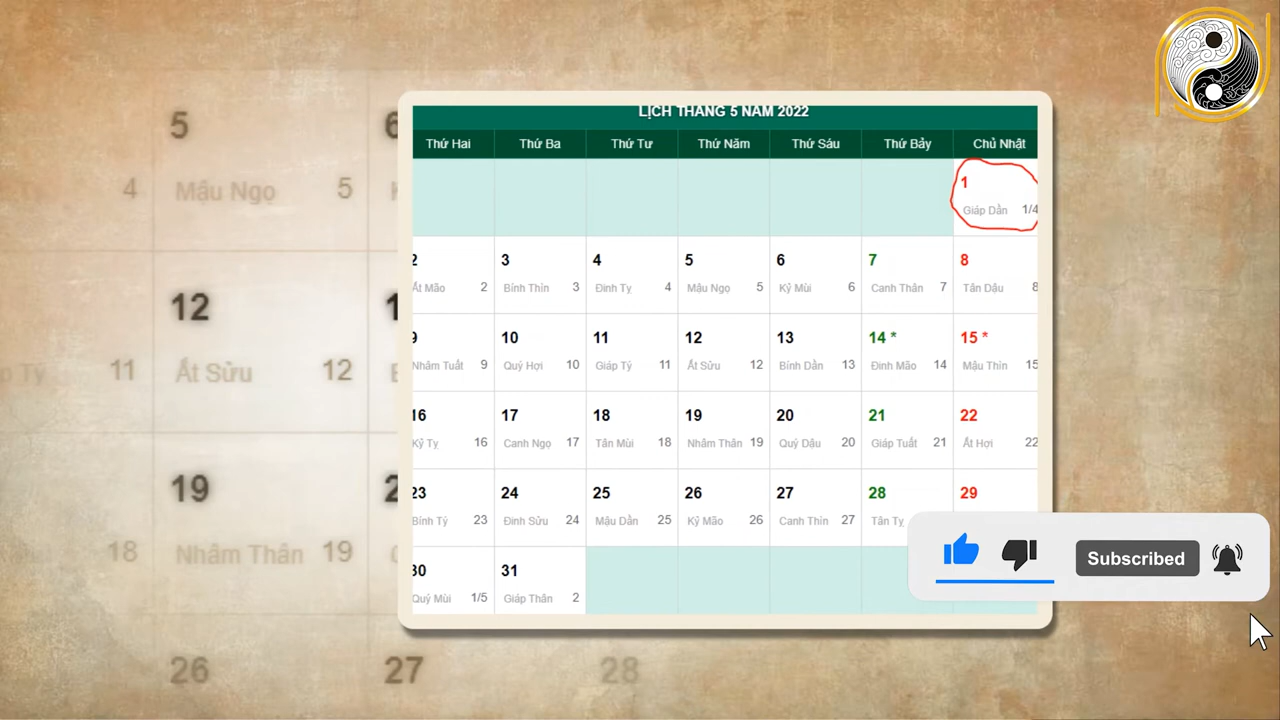 LỊCH THÁNG 5 NĂM 2022
Thứ Hai Thứ Ba Thứ Tư Thứ Năm Thứ Sáu Thứ Bảy Chủ Nhật
1
Giáp Dần 1/4
2 3 4 5 6 7 8
Ất Mão 2 Bính Thìn 3 Đinh Tỵ 4 Mậu Ngọ 5 Kỷ Mùi 6 Canh Thân 7 Tân Dậu 8
9 10 11 12 13 14 * 15 *
Nhâm Tuất 9 Quý Hợi 10 Giáp Tý 11 Ất Sửu 12 Bính Dần 13 Đinh Mão 14 Mậu Thìn 15
16 17 18 19 20 21 22
Kỷ Tỵ 16 Canh Ngọ 17 Tân Mùi 18 Nhâm Thân 19 Quý Dậu 20 Giáp Tuất 21 Ất Hợi 22
23 24 25 26 27 28 29
Bính Tý 23 Đinh Sửu 24 Mậu Dần 25 Kỷ Mão 26 Canh Thìn 27 Tân Tỵ
30 31
Quý Mùi 1/5 Giáp Thân 2
Subscribed
5 6
4 Mậu Ngọ 5
12
11 Ất Sửu 12
19
18 Nhâm Thân 19
26 27 28